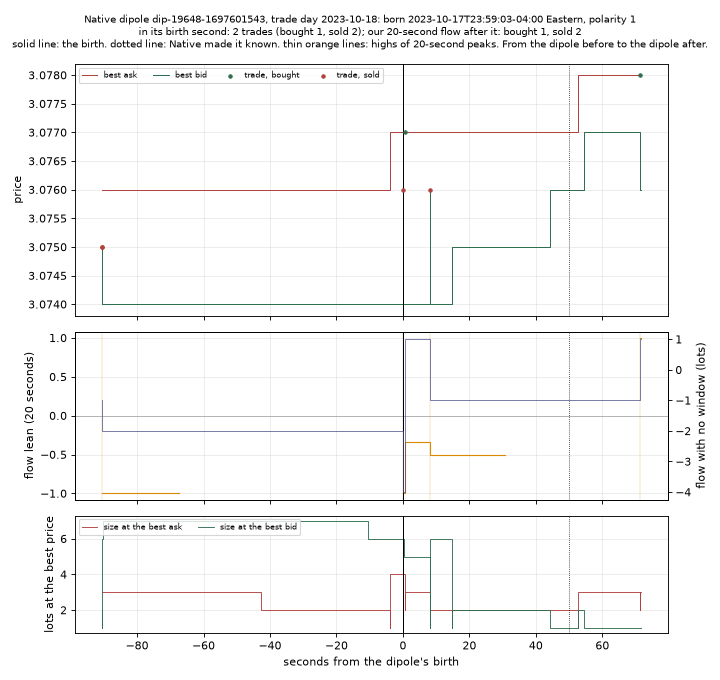 Native dipole dip-19648-1697601543, trade day 2023-10-18: born 2023-10-17T23:59:03-04:00 Eastern, polarity 1
in its birth second: 2 trades (bought 1, sold 2); our 20-second flow after it: bought 1, sold 2
solid line: the birth. dotted line: Native made it known. thin orange lines: highs of 20-second peaks. From the dipole before to the dipole after.
best ask
best bid
trade, bought
trade, sold
3.0780
3.0775
3.0770
3.0765
3.0760
3.0755
3.0750
3.0745
3.0740
price
1.0
0.5
0.0
−0.5
−1.0
flow lean (20 seconds)
1
0
−1
−2
−3
−4
flow with no window (lots)
size at the best ask
size at the best bid
6
4
2
lots at the best price
−80
−60
−40
−20
0
20
40
60
seconds from the dipole's birth